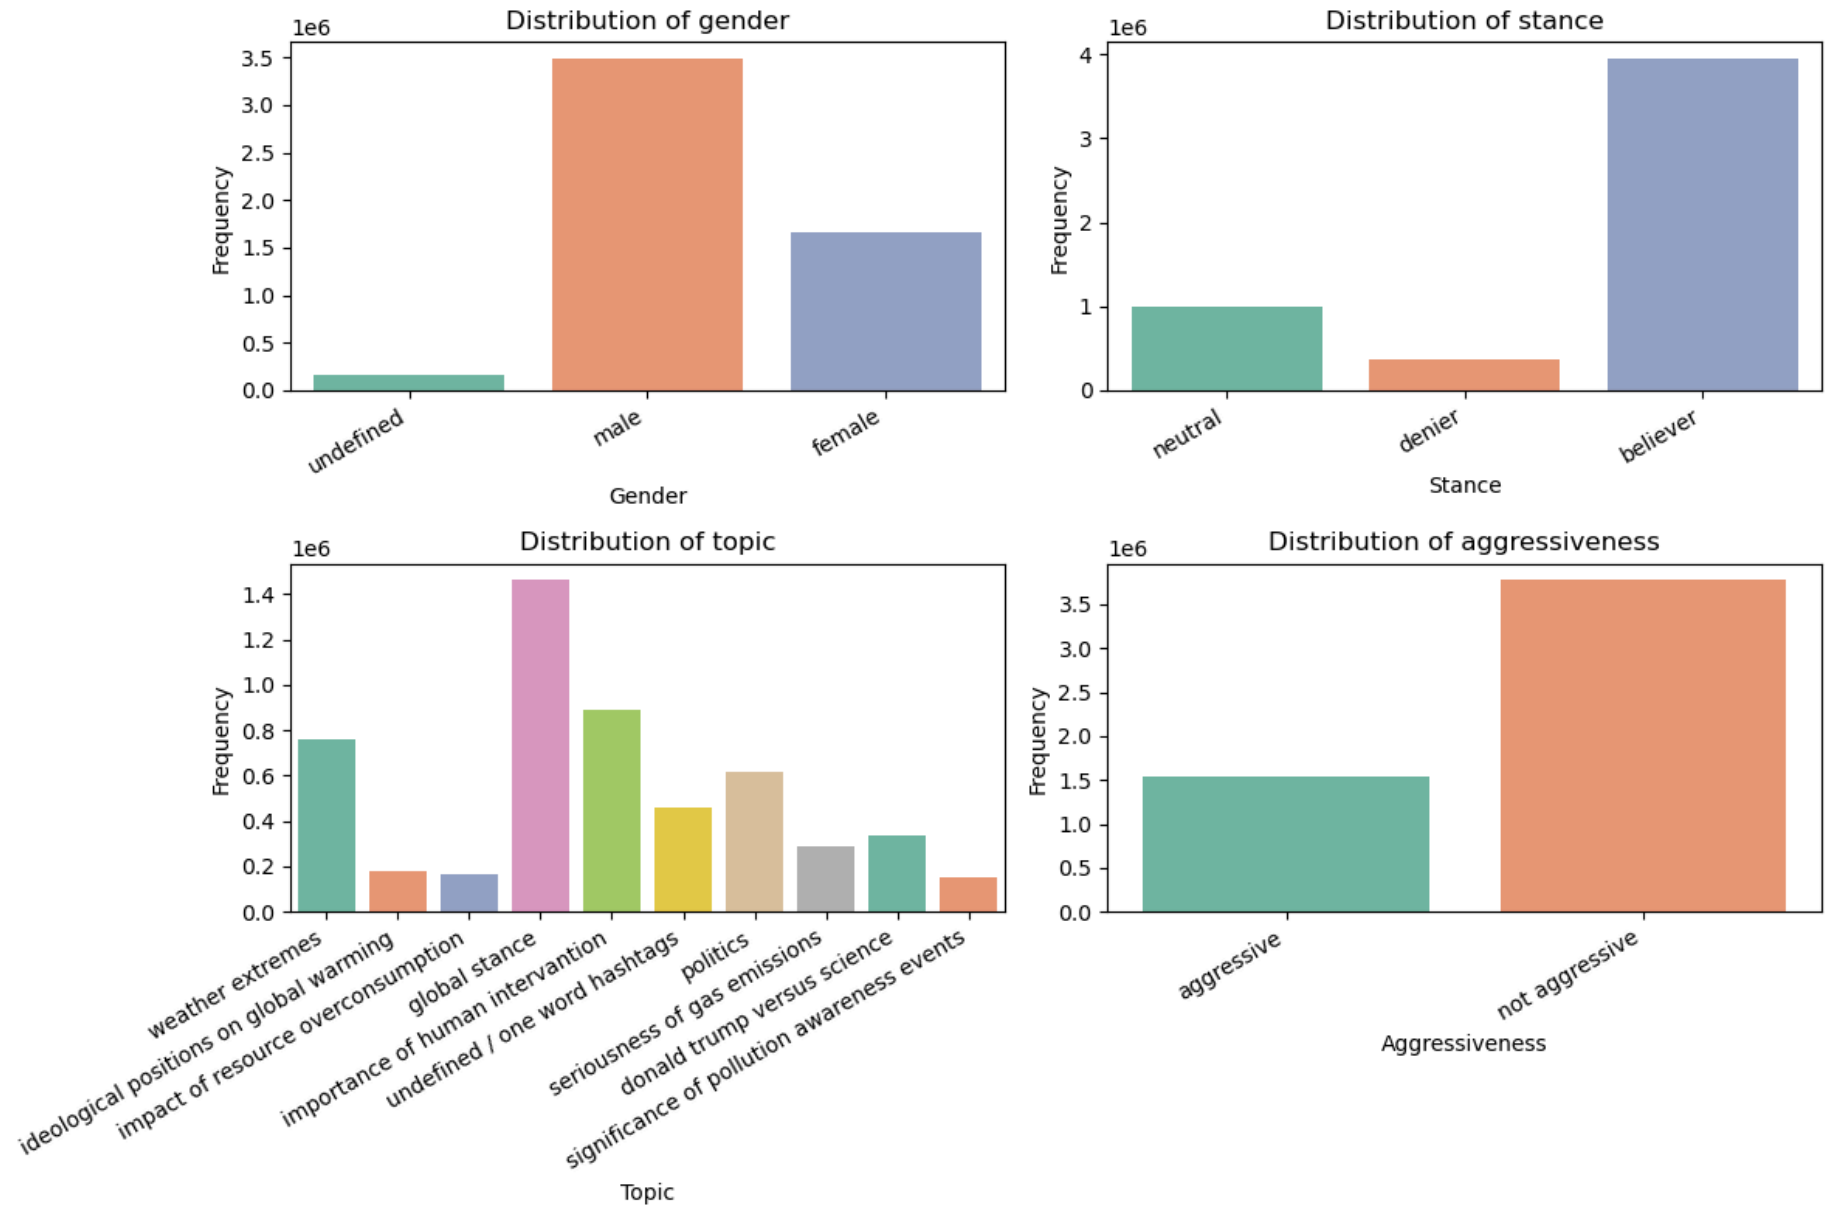 Distribution of gender
1e6
3.5
3.0
2.5
2.0
1.5
1.0
0.5
0.0
Frequency
undefined
male
female
Gender
Distribution of stance
1e6
4
3
2
1
0
Frequency
neutral
denier
believer
Stance
Distribution of topic
1e6
1.4
1.2
1.0
0.8
0.6
0.4
0.2
0.0
Frequency
weather extremes
ideological positions on global warming
impact of resource overconsumption
global stance
importance of human intervantion
undefined / one word hashtags
politics
seriousness of gas emissions
donald trump versus science
significance of pollution awareness events
Topic
Distribution of aggressiveness
1e6
3.5
3.0
2.5
2.0
1.5
1.0
0.5
0.0
Frequency
aggressive
not aggressive
Aggressiveness